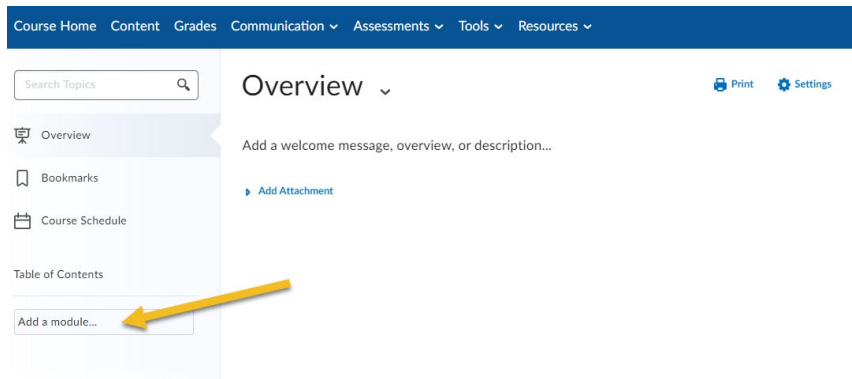 Course Home Content Grades Communication Assessments Tools Resources
Search Topics
Overview
Bookmarks
Course Schedule
Table of Contents
Add a module...
Overview
Print Settings
Add a welcome message, overview, or description...
Add Attachment